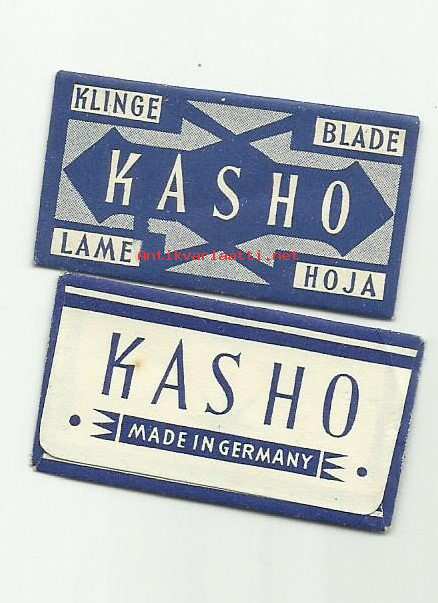 KLINGE
BLADE
KASHO
LAME
Antikvariaatti.net
HOJA
KASHO
MADE IN GERMANY